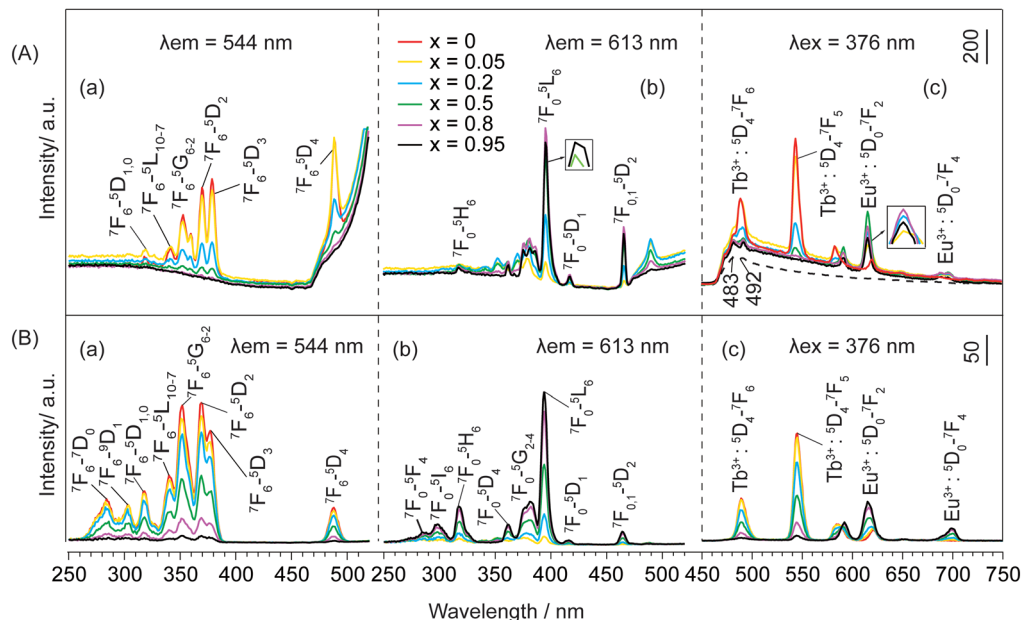 (A)
Intensity/ a.u.
λem = 544 nm
(a)
⁷F₆-⁵D₁,₀
⁷F₆-⁵L₁₀₋₇
⁷F₆-⁵G₆₋₂
⁷F₆-⁵D₂
⁷F₆-⁵D₃
⁷F₆-⁵D₄
x = 0
x = 0.05
x = 0.2
x = 0.5
x = 0.8
x = 0.95
λem = 613 nm
(b)
⁷F₀-⁵H₆
⁷F₀-⁵L₆
⁷F₀-⁵D₁
⁷F₀,₁-⁵D₂
λex = 376 nm
200
(c)
Tb³⁺: ⁵D₄-⁷F₆
Tb³⁺: ⁵D₄-⁷F₅
Eu³⁺: ⁵D₀-⁷F₂
Eu³⁺: ⁵D₀-⁷F₄
483
492
(B)
Intensity/ a.u.
(a)
λem = 544 nm
⁷F₆-⁷D₀
⁷F₆-⁹D₁
⁷F₆-⁵D₁,₀
⁷F₆-⁵L₁₀₋₇
⁷F₆-⁵G₆₋₂
⁷F₆-⁵D₂
⁷F₆-⁵D₃
⁷F₆-⁵D₄
(b)
λem = 613 nm
⁷F₀-⁵F₄
⁷F₀-⁵I₆
⁷F₀-⁵H₆
⁷F₀-⁵D₄
⁷F₀-⁵G₂₋₄
⁷F₀-⁵L₆
⁷F₀-⁵D₁
⁷F₀,₁-⁵D₂
(c)
λex = 376 nm
50
Tb³⁺: ⁵D₄-⁷F₆
Tb³⁺: ⁵D₄-⁷F₅
Eu³⁺: ⁵D₀-⁷F₂
Eu³⁺: ⁵D₀-⁷F₄
250 300 350 400 450 500 250 300 350 400 450 500 450 500 550 600 650 700 750
Wavelength / nm